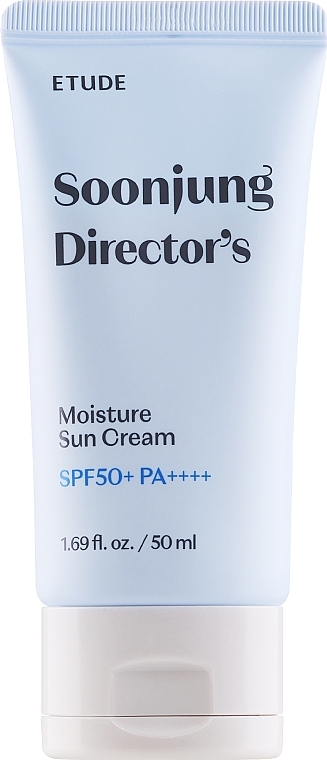 ETUDE
Soonjung
Director's
Moisture
Sun Cream
SPF50+ PA++++
1.69 fl. oz. / 50 ml